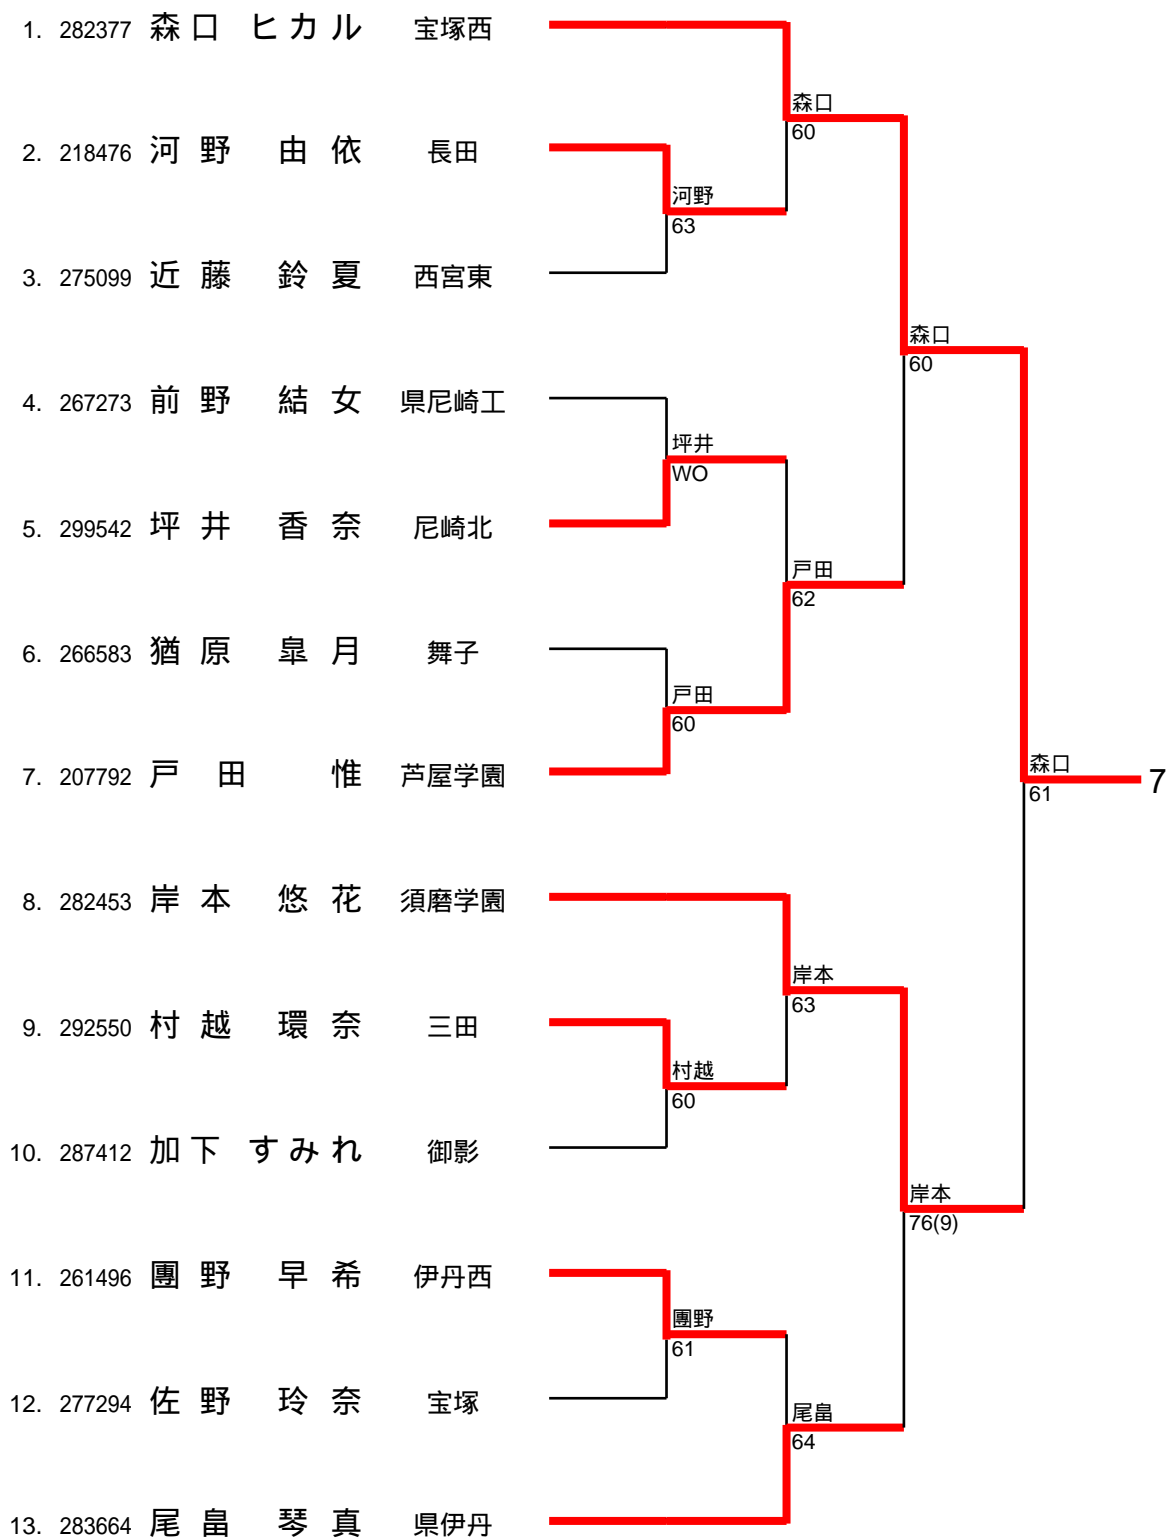 1. 282377 森口 ヒカル 宝塚西
森口
60
2. 218476 河野 由依 長田
河野
63
3. 275099 近藤 鈴夏 西宮東
森口
60
4. 267273 前野 結女 県尼崎工
坪井
WO
5. 299542 坪井 香奈 尼崎北
戸田
62
6. 266583 猶原 皐月 舞子
戸田
60
7. 207792 戸田 惟 芦屋学園
森口
61
7
8. 282453 岸本 悠花 須磨学園
岸本
63
9. 292550 村越 環奈 三田
村越
60
10. 287412 加下 すみれ 御影
岸本
76(9)
11. 261496 團野 早希 伊丹西
團野
61
12. 277294 佐野 玲奈 宝塚
尾畠
64
13. 283664 尾畠 琴真 県伊丹